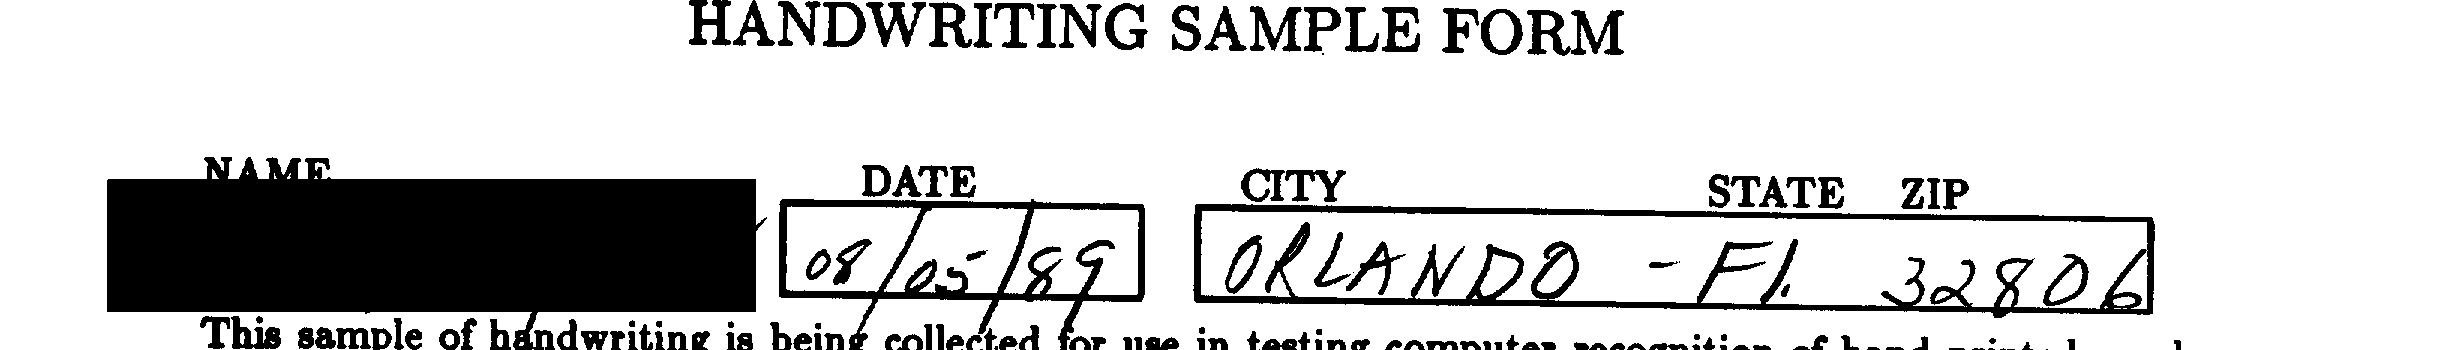 HANDWRITING SAMPLE FORM
NAME DATE CITY STATE ZIP
08/05/89 ORLANDO - Fl. 32806
This sample of handwriting is being collected for use in testing computer recognition of hand printed